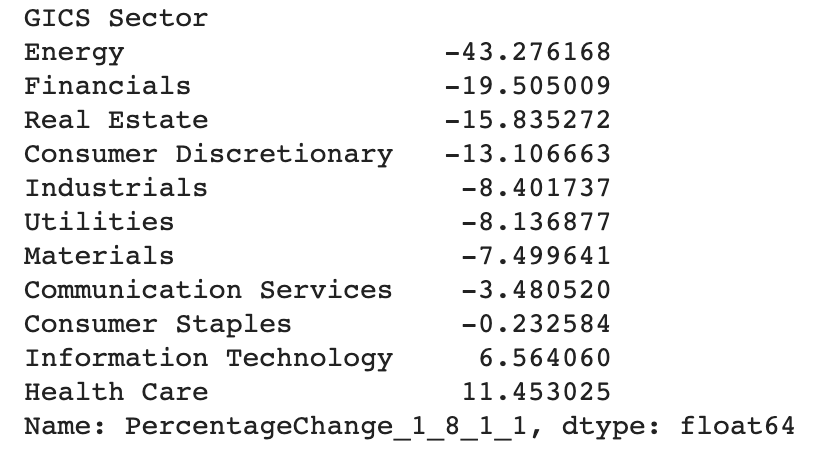 GICS Sector
Energy                   -43.276168
Financials               -19.505009
Real Estate              -15.835272
Consumer Discretionary   -13.106663
Industrials               -8.401737
Utilities                 -8.136877
Materials                 -7.499641
Communication Services    -3.480520
Consumer Staples          -0.232584
Information Technology     6.564060
Health Care               11.453025
Name: PercentageChange_1_8_1_1, dtype: float64